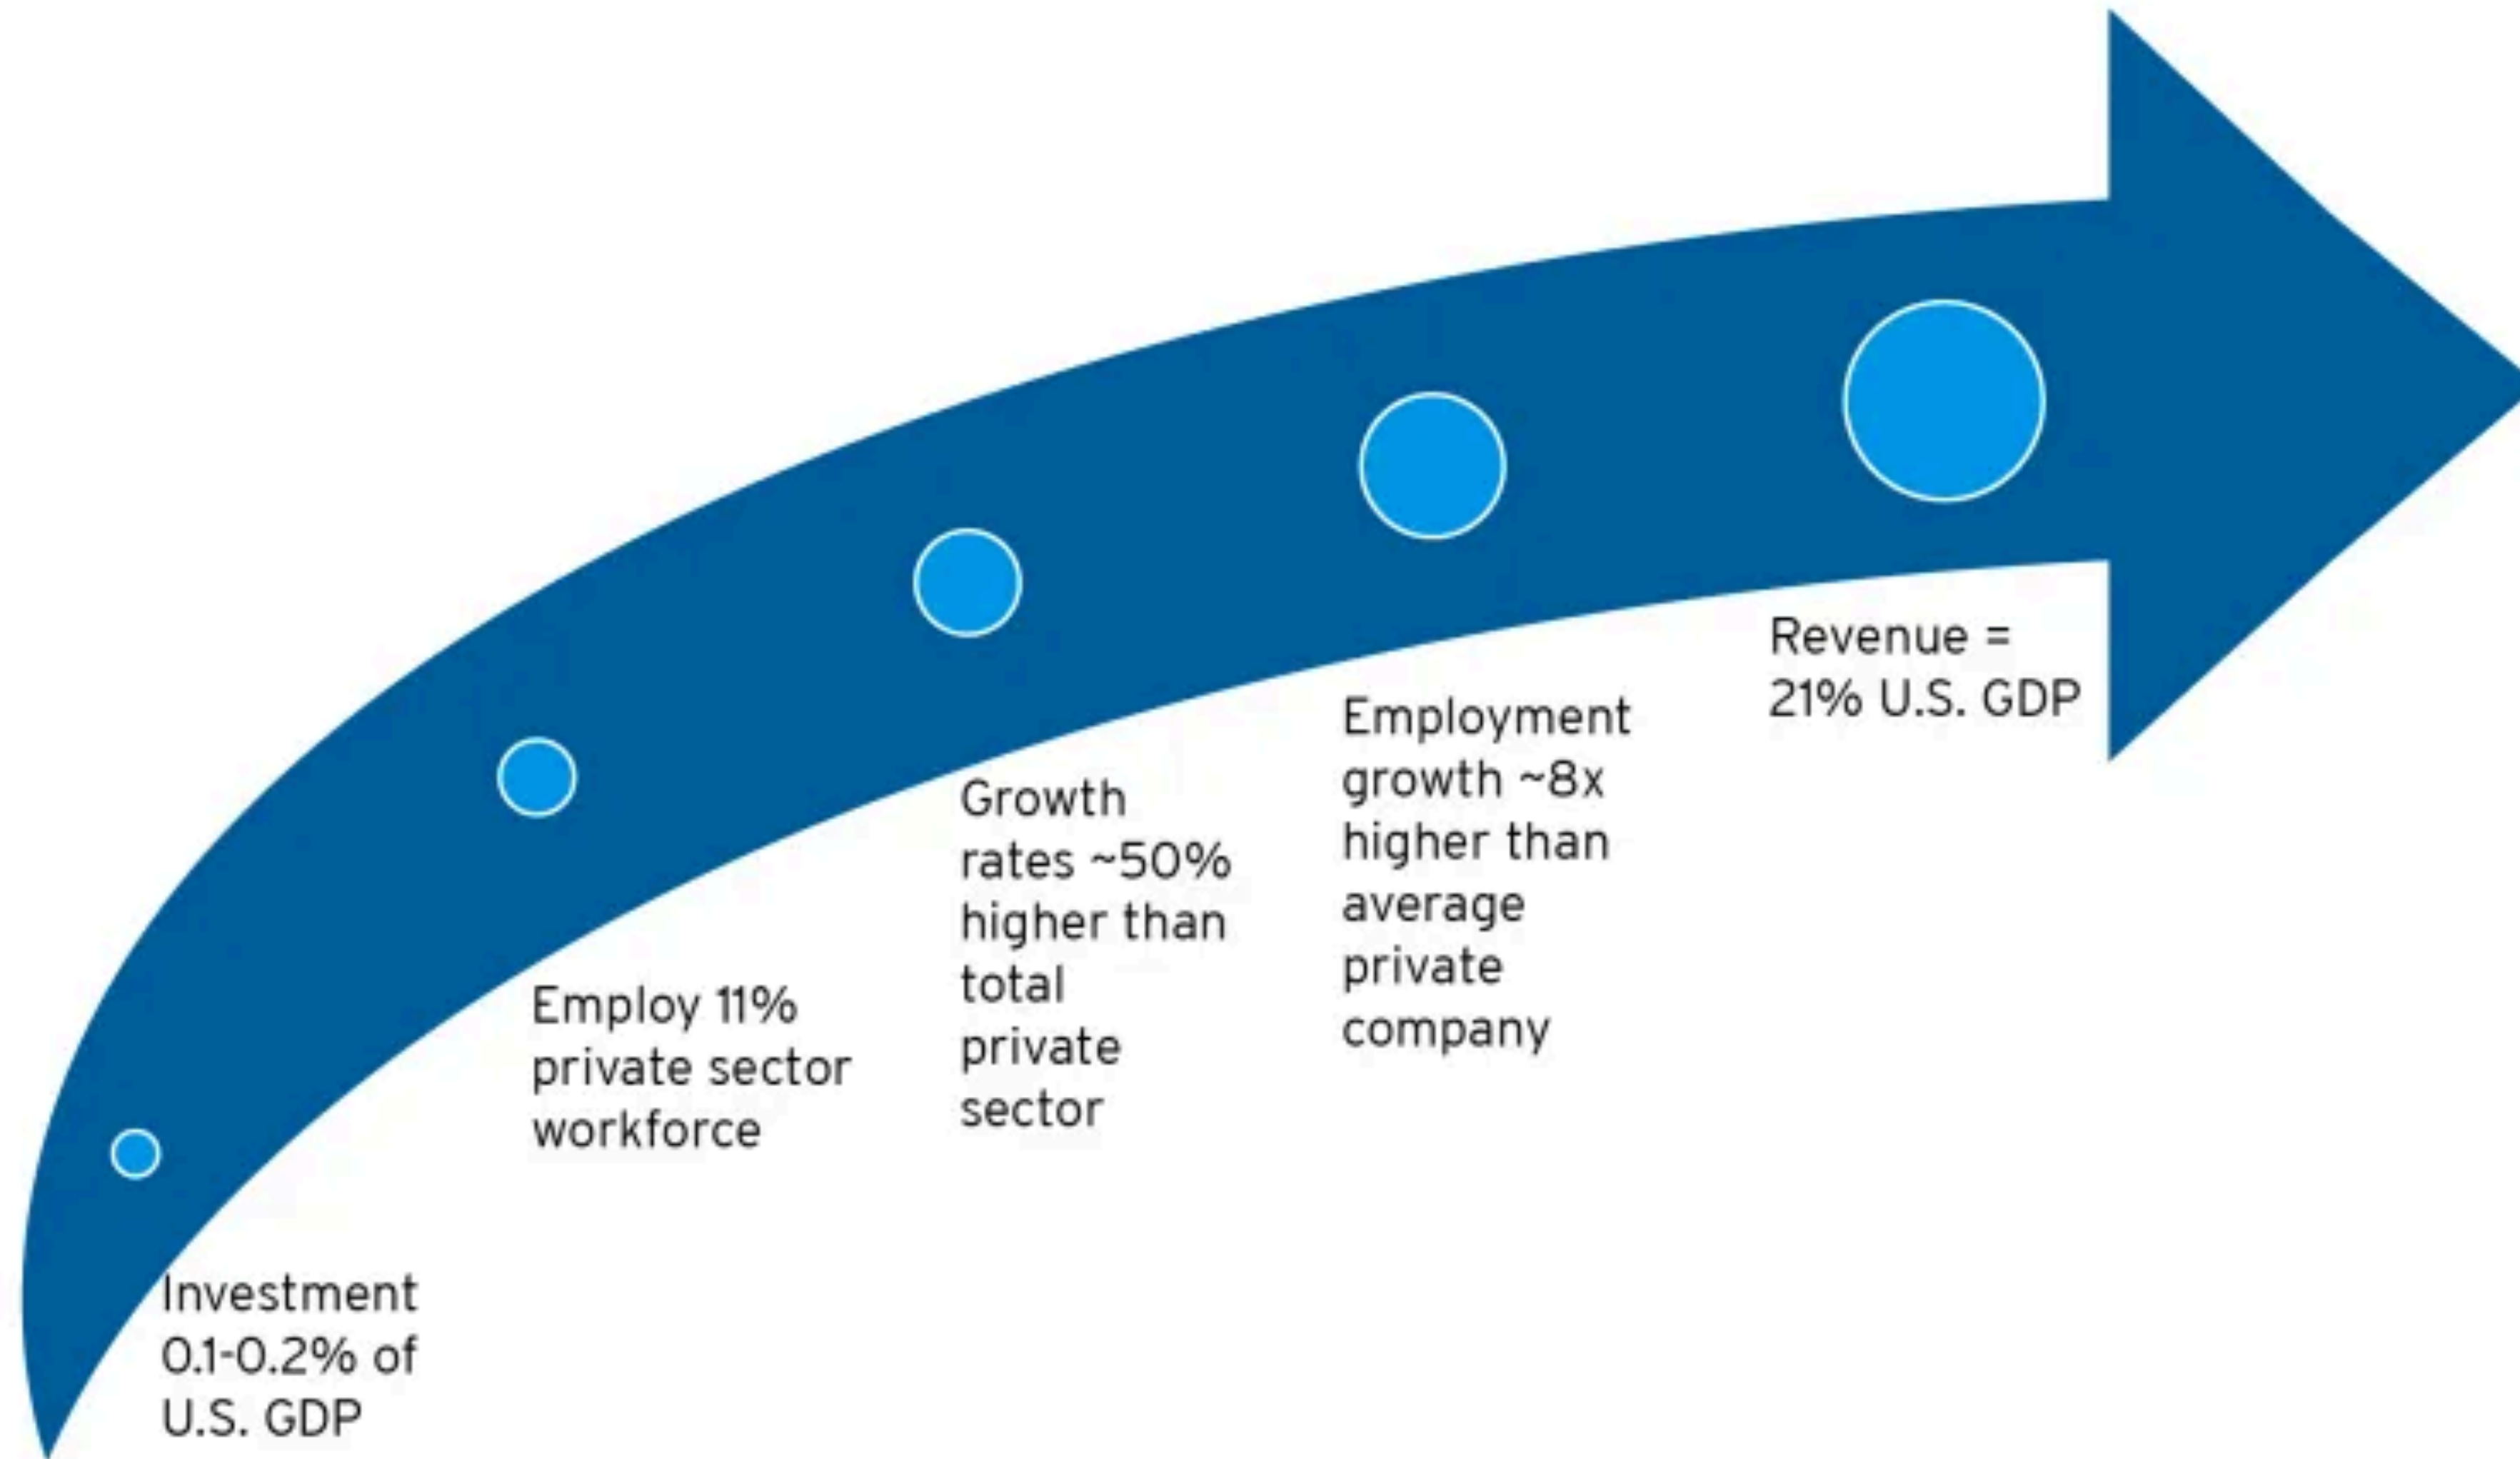 Investment
0.1-0.2% of
U.S. GDP
Employ 11%
private sector
workforce
Growth
rates ~50%
higher than
total
private
sector
Employment
growth ~8x
higher than
average
private
company
Revenue =
21% U.S. GDP